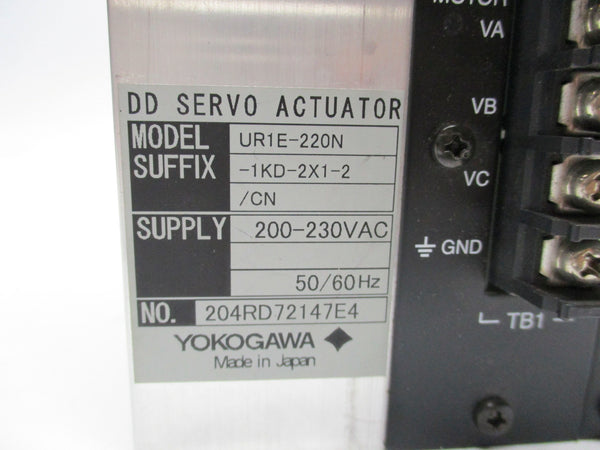 DD SERVO ACTUATOR
MODEL UR1E-220N
SUFFIX -1KD-2X1-2
/CN
SUPPLY 200-230VAC
50/60Hz
NO. 204RD72147E4
YOKOGAWA
Made in Japan
MOTOR
VA
VB
VC
GND
TB1